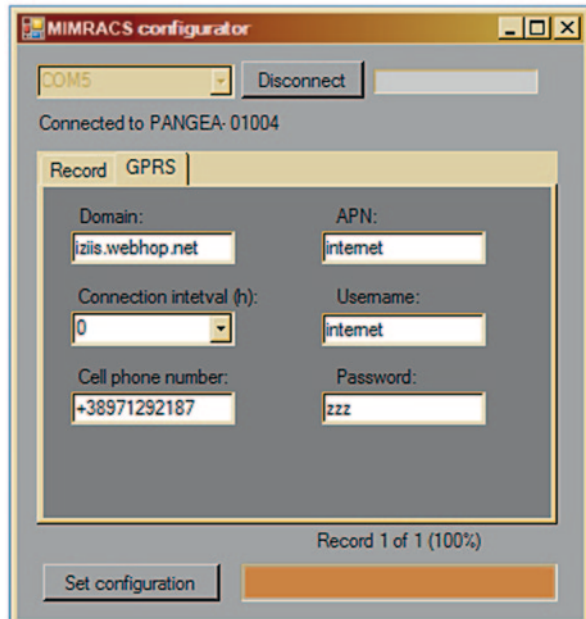 MIMRACS configurator
COM5 Disconnect
Connected to PANGEA- 01004
Record GPRS
Domain: APN:
iziis.webhop.net internet
Connection intetval (h): Username:
0 internet
Cell phone number: Password:
+38971292187 zzz
Record 1 of 1 (100%)
Set configuration